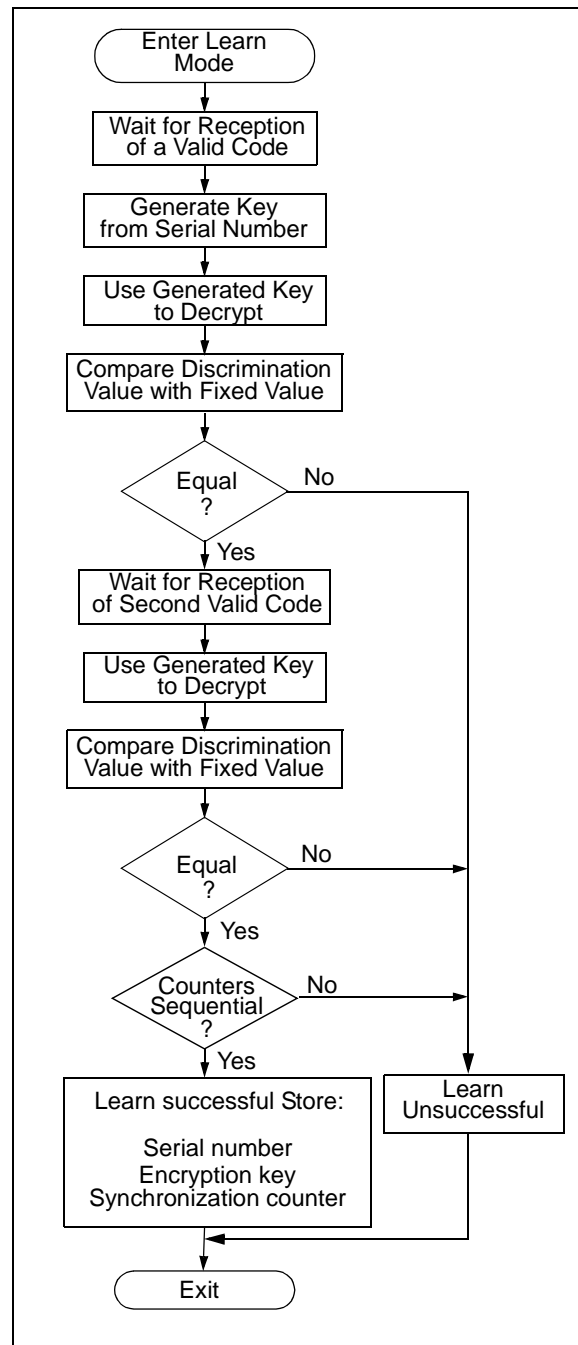 Enter Learn
Mode
Wait for Reception
of a Valid Code
Generate Key
from Serial Number
Use Generated Key
to Decrypt
Compare Discrimination
Value with Fixed Value
Equal
?
No
Yes
Wait for Reception
of Second Valid Code
Use Generated Key
to Decrypt
Compare Discrimination
Value with Fixed Value
Equal
?
No
Yes
Counters
Sequential
?
No
Yes
Learn successful Store:
Serial number
Encryption key
Synchronization counter
Learn
Unsuccessful
Exit